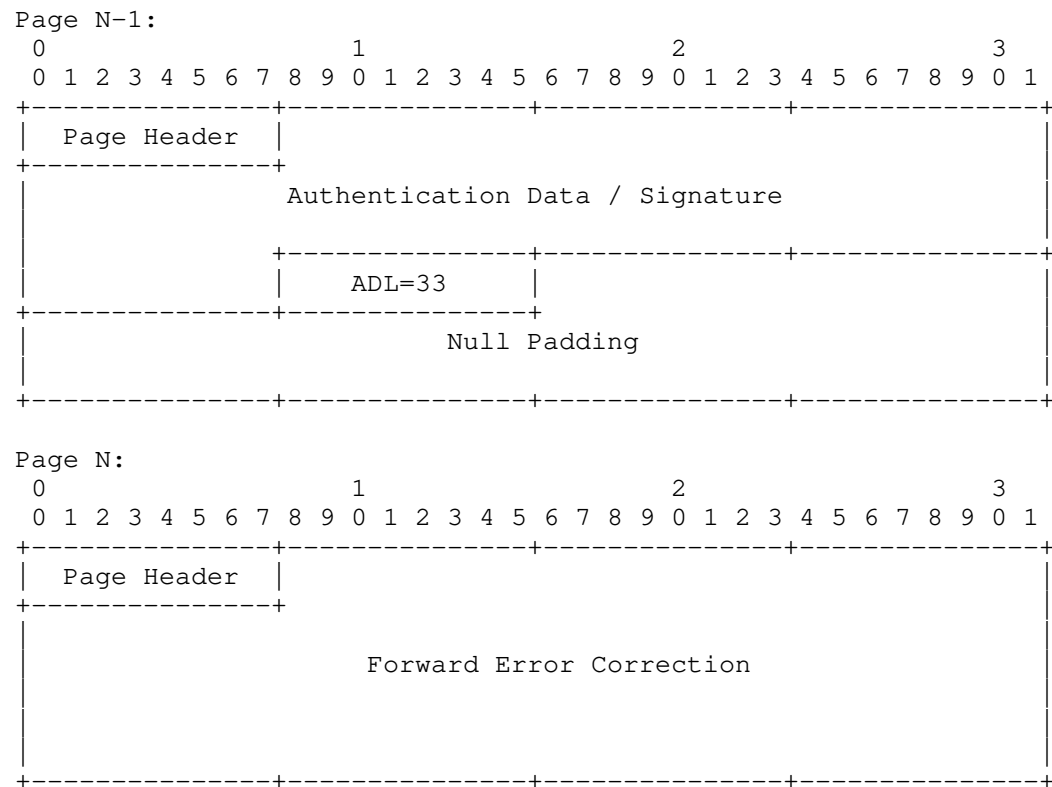 Page N-1:
0 1 2 3
0 1 2 3 4 5 6 7 8 9 0 1 2 3 4 5 6 7 8 9 0 1 2 3 4 5 6 7 8 9 0 1
Page Header
Authentication Data / Signature
ADL=33
Null Padding
Page N:
0 1 2 3
0 1 2 3 4 5 6 7 8 9 0 1 2 3 4 5 6 7 8 9 0 1 2 3 4 5 6 7 8 9 0 1
Page Header
Forward Error Correction